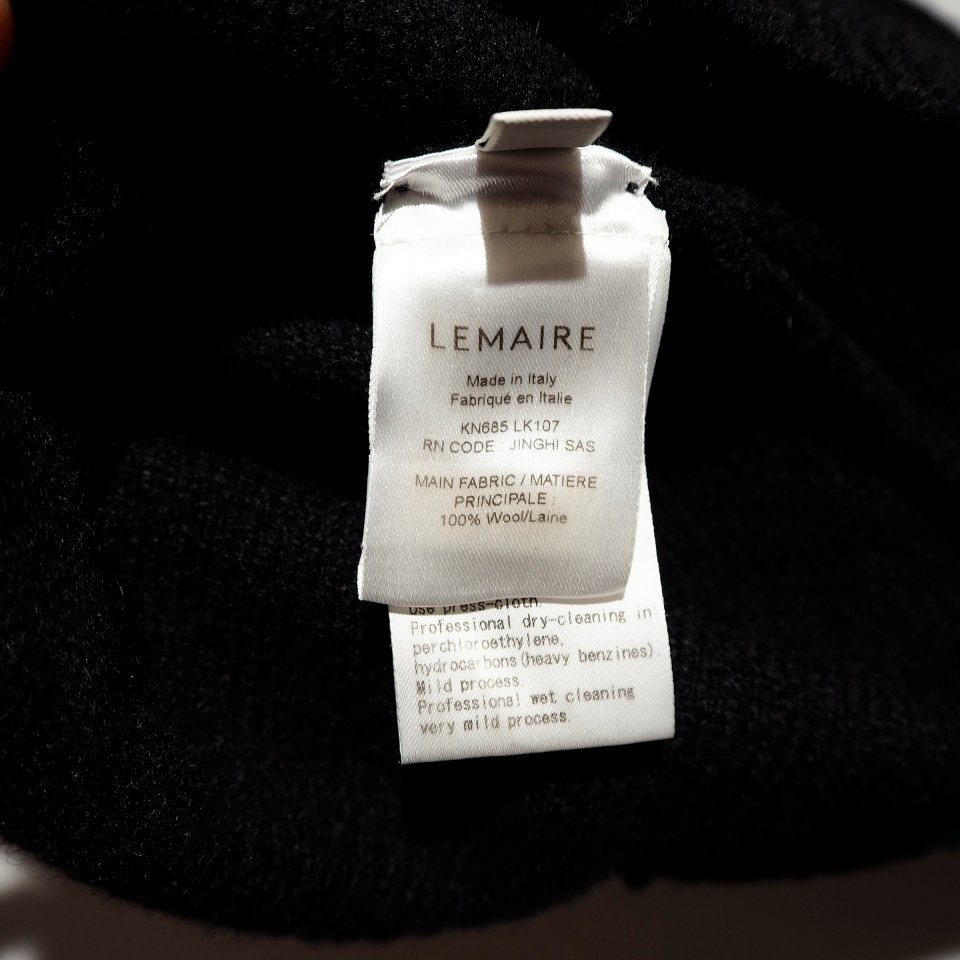 LEMAIRE
Made in Italy
Fabriqué en Italie
KN685 LK107
RN CODE : JINGHI SAS
MAIN FABRIC / MATIERE
PRINCIPALE :
100% Wool/Laine
Use press-cloth.
Professional dry-cleaning in
perchloroethylene,
hydrocarbons(heavy benzines).
Mild process.
Professional wet cleaning
very mild process.